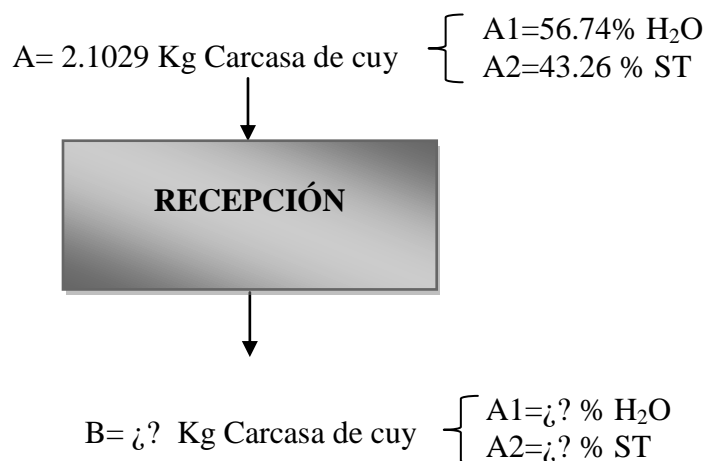 A= 2.1029 Kg Carcasa de cuy
A1=56.74% H₂O
A2=43.26 % ST
RECEPCIÓN
B= ¿? Kg Carcasa de cuy
A1=¿? % H₂O
A2=¿? % ST